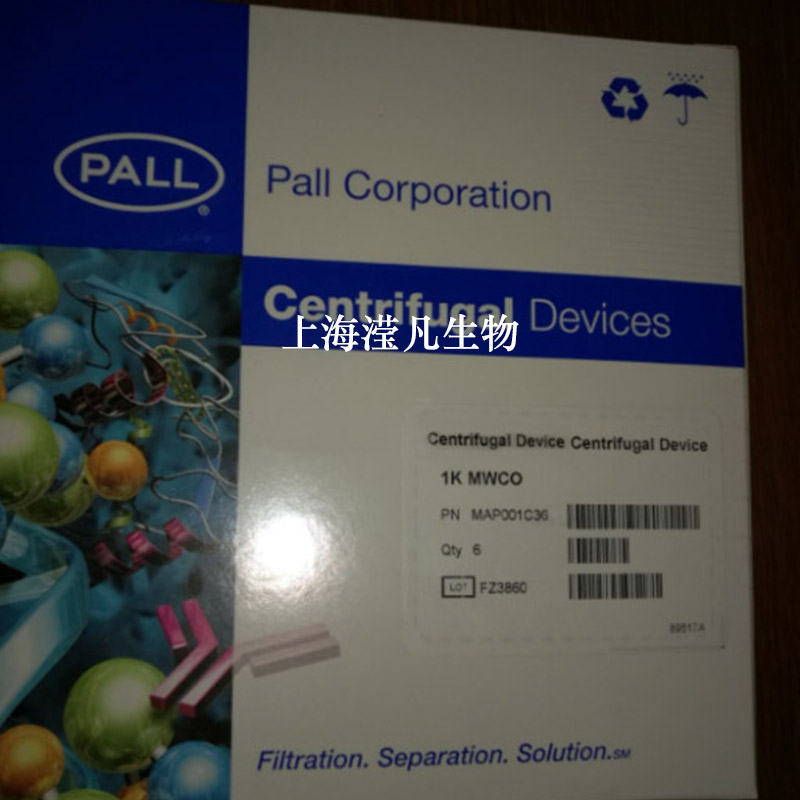 PALL®
Pall Corporation
Centrifugal Devices
上海滢凡生物
Centrifugal Device Centrifugal Device
1K MWCO
PN MAP001C36
Qty 6
LOT FZ3860
89517A
Filtration. Separation. Solution.SM